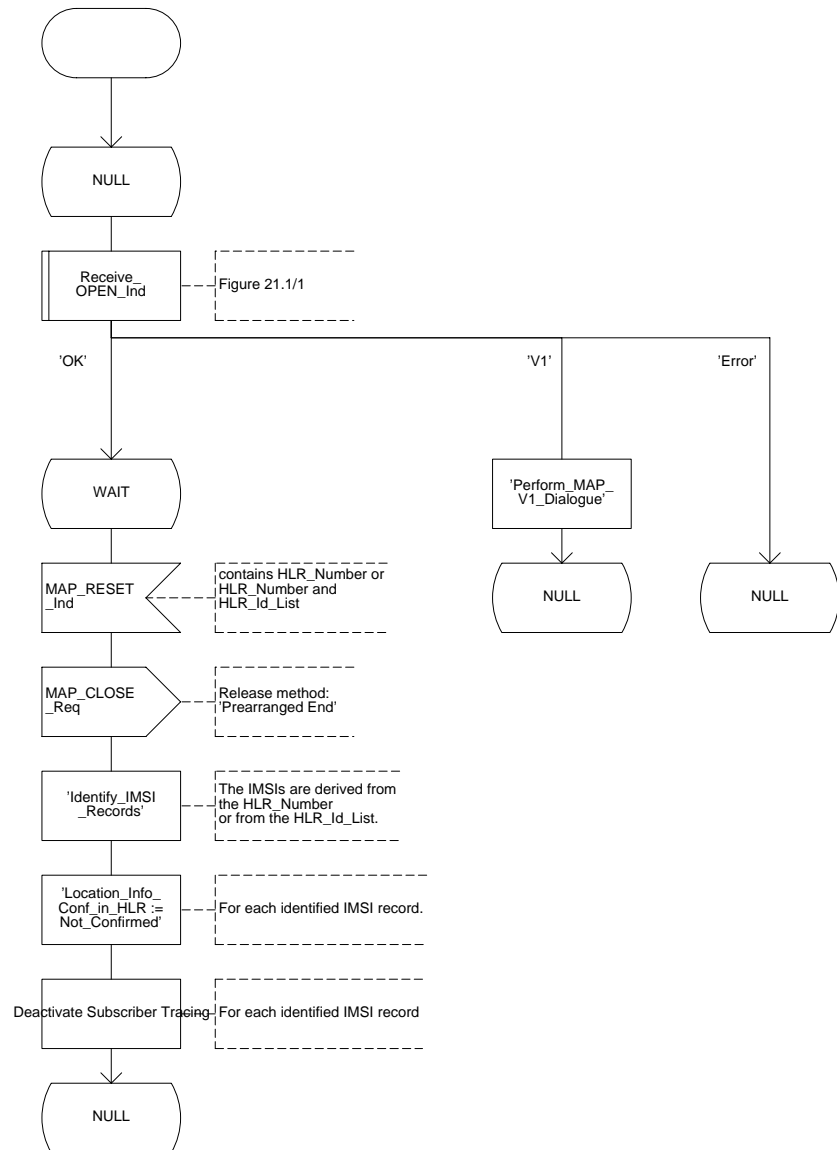 NULL
Receive_
OPEN_Ind
Figure 21.1/1
'OK'
'V1'
'Error'
WAIT
'Perform_MAP_
V1_Dialogue'
MAP_RESET
_Ind
contains HLR_Number or
HLR_Number and
HLR_Id_List
NULL
NULL
MAP_CLOSE
_Req
Release method:
'Prearranged End'
'Identify_IMSI
_Records'
The IMSIs are derived from
the HLR_Number
or from the HLR_Id_List.
'Location_Info_
Conf_in_HLR :=
Not_Confirmed'
For each identified IMSI record.
Deactivate Subscriber Tracing
For each identified IMSI record
NULL